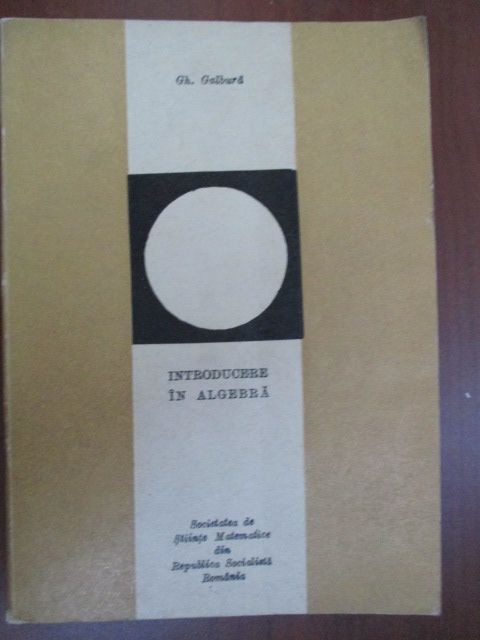 Gh. Galbură
INTRODUCERE
ÎN ALGEBRĂ
Societatea de
Științe Matematice
din
Republica Socialistă
România